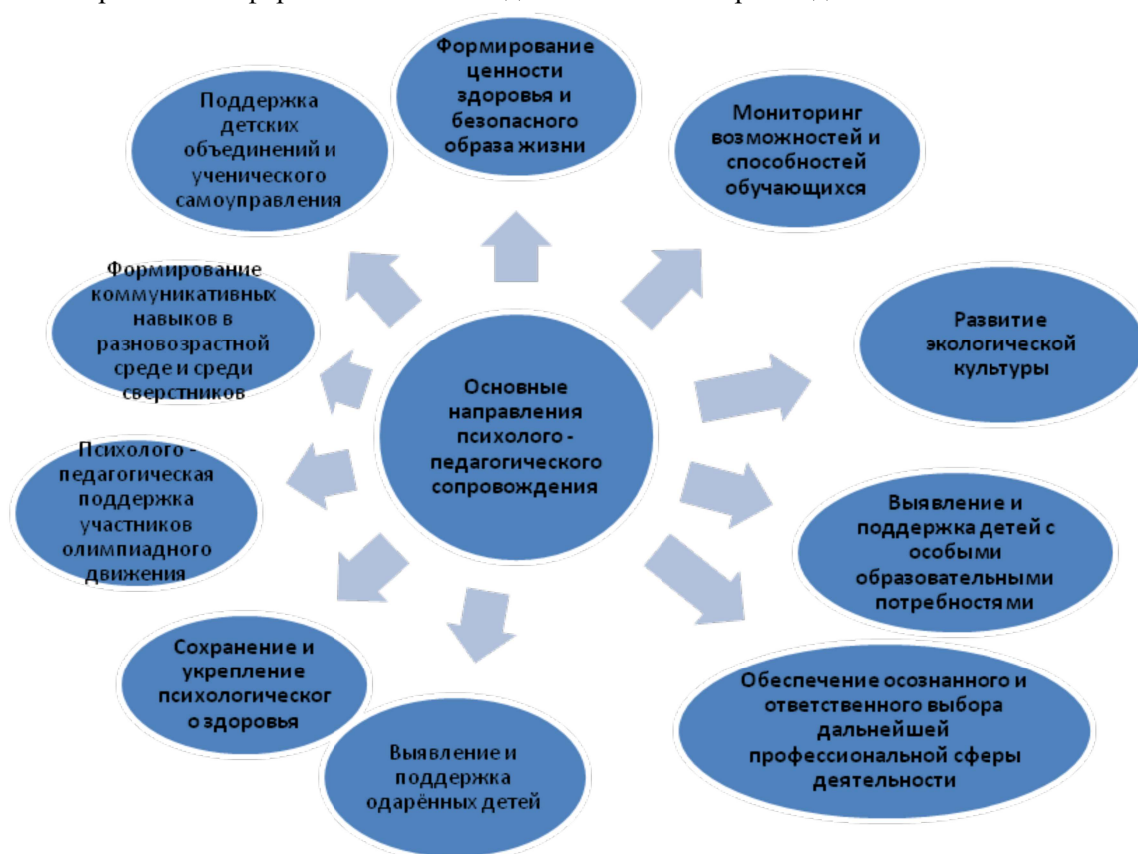 Формирование
ценности
здоровья и
безопасного
образа жизни
Мониторинг
возможностей и
способностей
обучающихся
Развитие
экологической
культуры
Выявление и
поддержка детей с
особыми
образовательными
потребностями
Обеспечение осознанного и
ответственного выбора
дальнейшей
профессиональной сферы
деятельности
Выявление и
поддержка
одарённых детей
Сохранение и
укрепление
психологическог
о здоровья
Психолого -
педагогическая
поддержка
участников
олимпиадного
движения
Формирование
коммуникативных
навыков в
разновозрастной
среде и среди
сверстников
Поддержка
детских
объединений и
ученического
самоуправления
Основные
направления
психолого -
педагогического
сопровождения